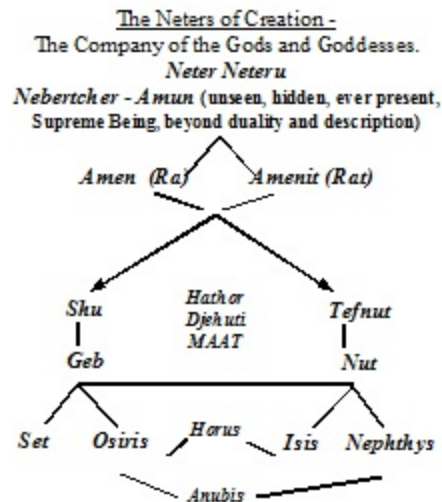 The Neters of Creation -
The Company of the Gods and Goddesses.
Neter Neteru
Nebertcher - Amun (unseen, hidden, ever present,
Supreme Being, beyond duality and description)
Amen (Ra) Amenit (Rat)
Shu Hathor Tefnut
Djehuti
MAAT
Geb Nut
Set Osiris Horus Isis Nephthys
Anubis